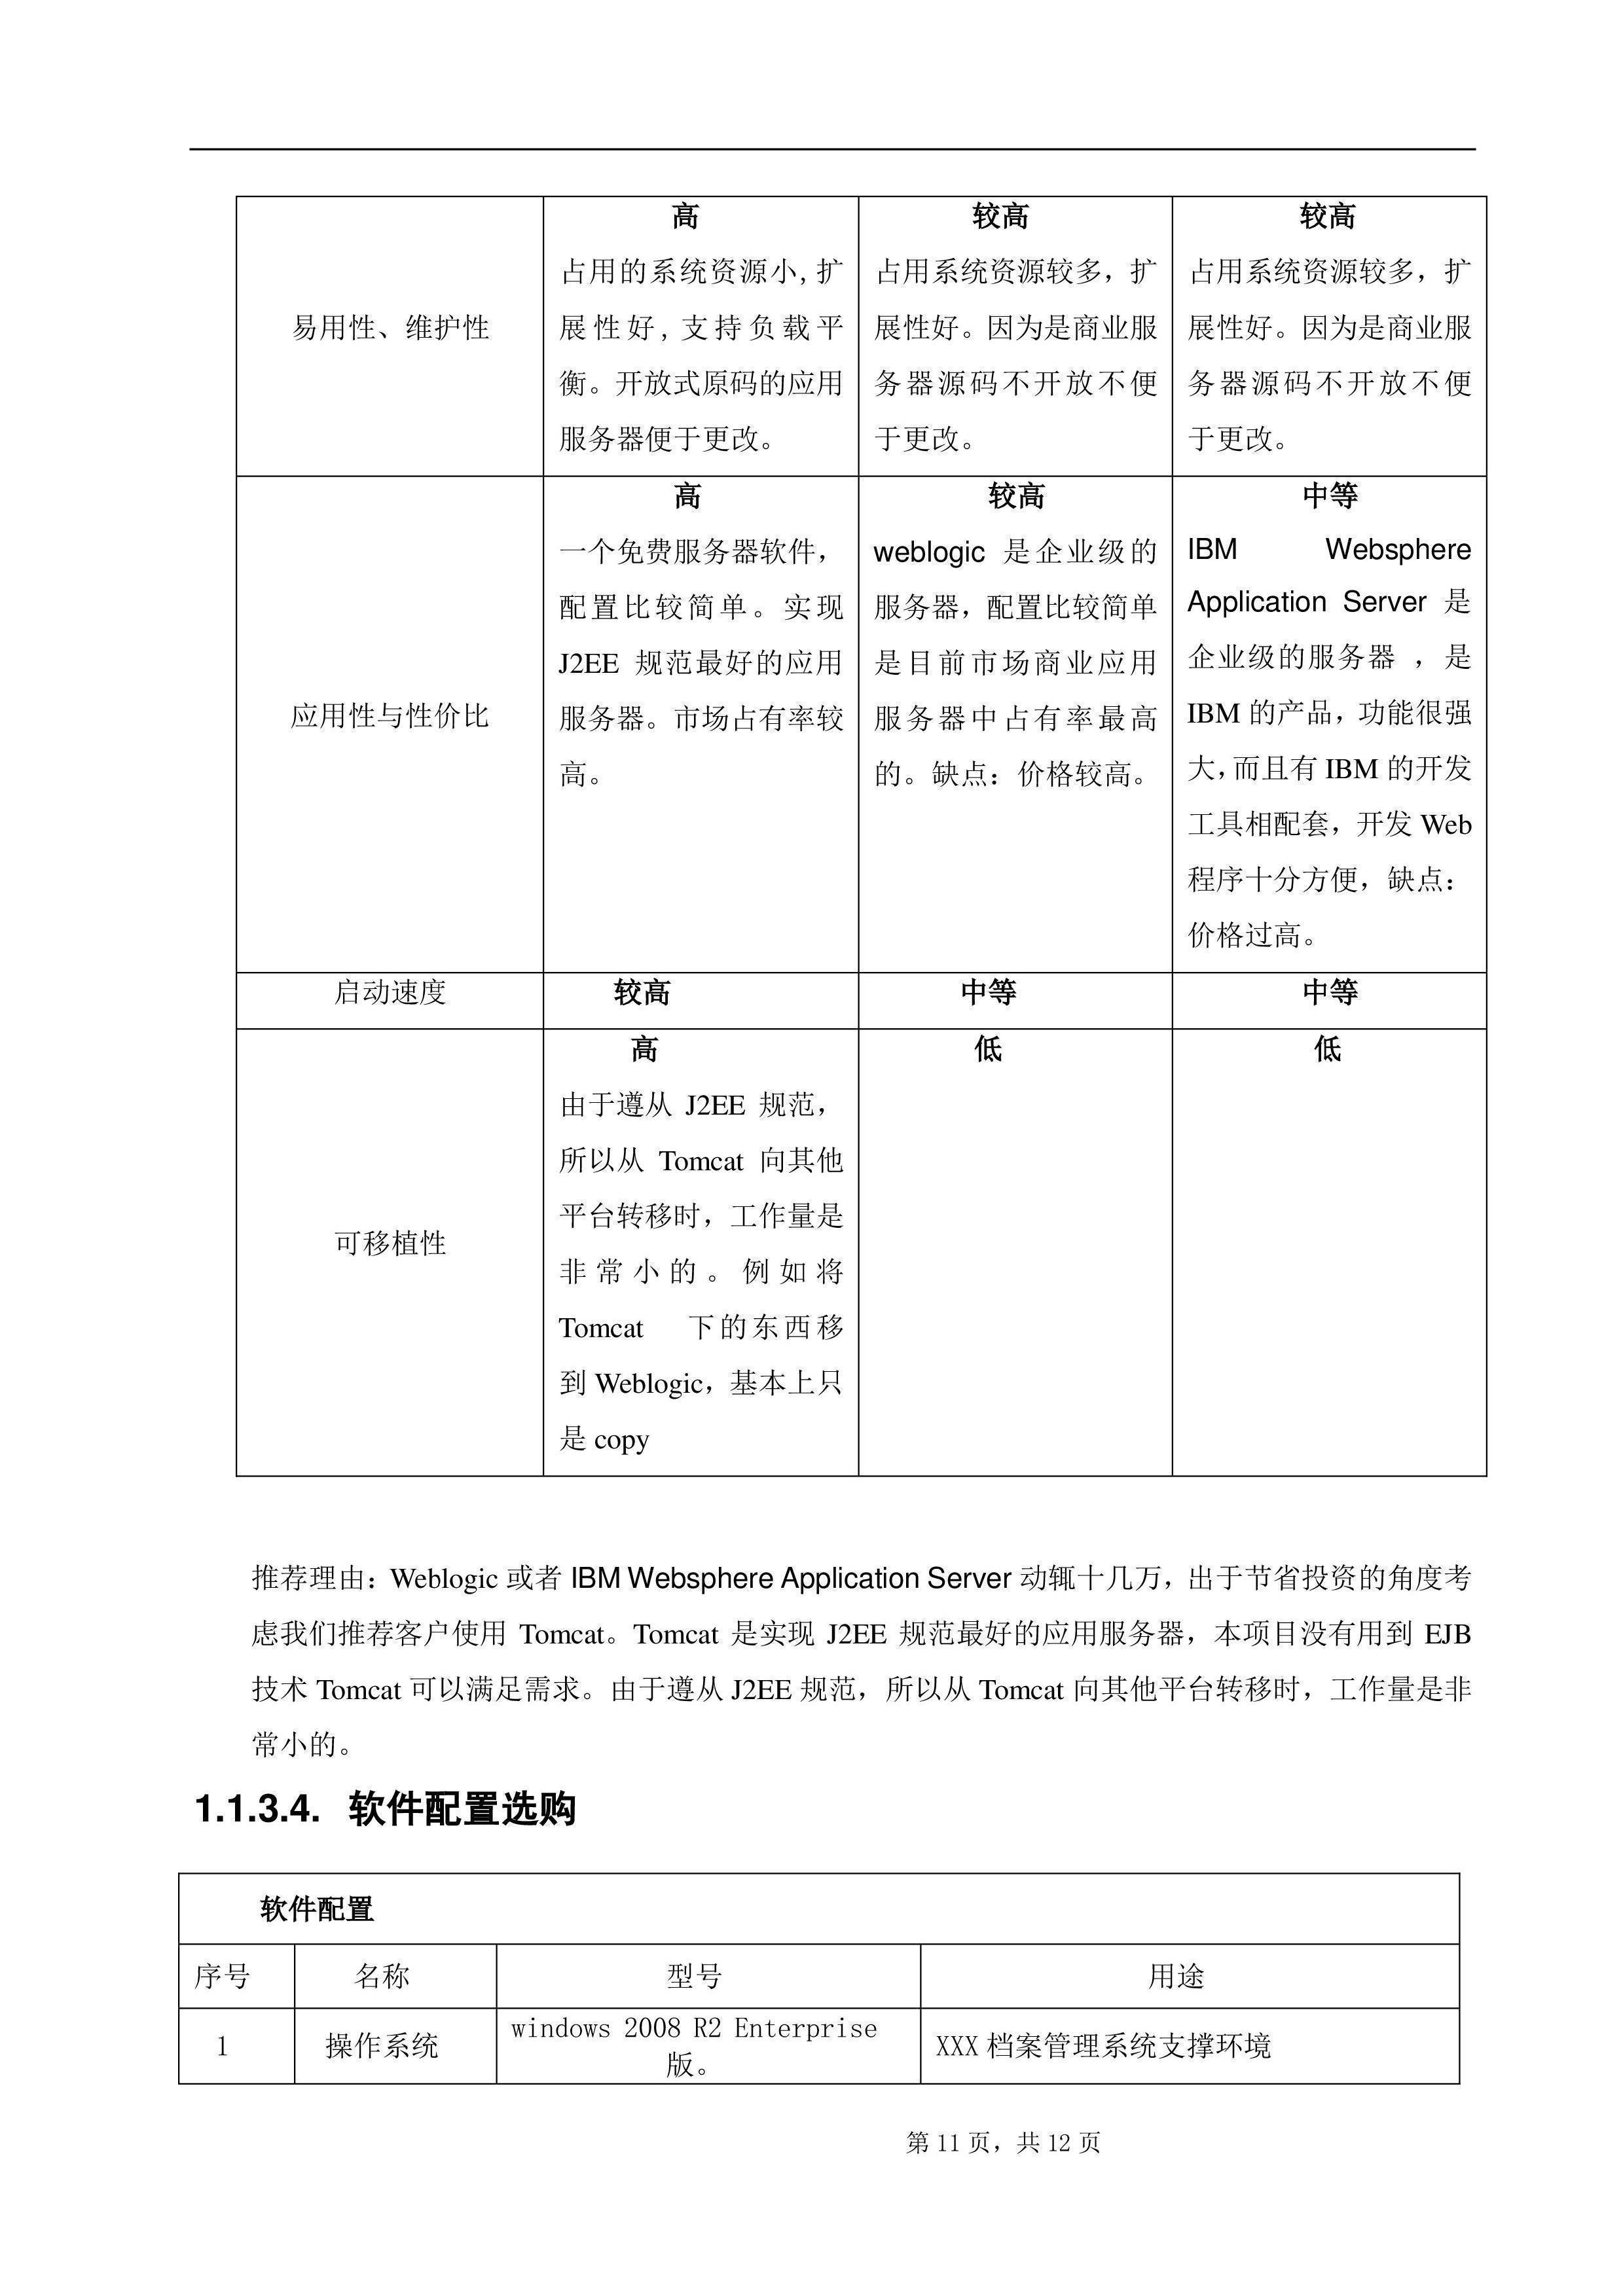 易用性、维护性
高
占用的系统资源小,扩
展性好,支持负载平
衡。开放式原码的应用
服务器便于更改。
较高
占用系统资源较多，扩
展性好。因为是商业服
务器源码不开放不便
于更改。
较高
占用系统资源较多，扩
展性好。因为是商业服
务器源码不开放不便
于更改。
应用性与性价比
高
一个免费服务器软件，
配置比较简单。实现
J2EE 规范最好的应用
服务器。市场占有率较
高。
较高
weblogic 是企业级的
服务器，配置比较简单
是目前市场商业应用
服务器中占有率最高
的。缺点：价格较高。
中等
IBM Websphere
Application Server 是
企业级的服务器 ，是
IBM 的产品，功能很强
大，而且有 IBM 的开发
工具相配套，开发 Web
程序十分方便，缺点：
价格过高。
启动速度
较高
中等
中等
可移植性
高
由于遵从 J2EE 规范，
所以从 Tomcat 向其他
平台转移时，工作量是
非常小的。例如将
Tomcat 下的东西移
到 Weblogic，基本上只
是 copy
低
低
推荐理由：Weblogic 或者 IBM Websphere Application Server 动辄十几万，出于节省投资的角度考
虑我们推荐客户使用 Tomcat。Tomcat 是实现 J2EE 规范最好的应用服务器，本项目没有用到 EJB
技术 Tomcat 可以满足需求。由于遵从 J2EE 规范，所以从 Tomcat 向其他平台转移时，工作量是非
常小的。
1.1.3.4. 软件配置选购
软件配置
序号 名称 型号 用途
1
操作系统
windows 2008 R2 Enterprise
版。
XXX 档案管理系统支撑环境
第 11 页，共 12 页